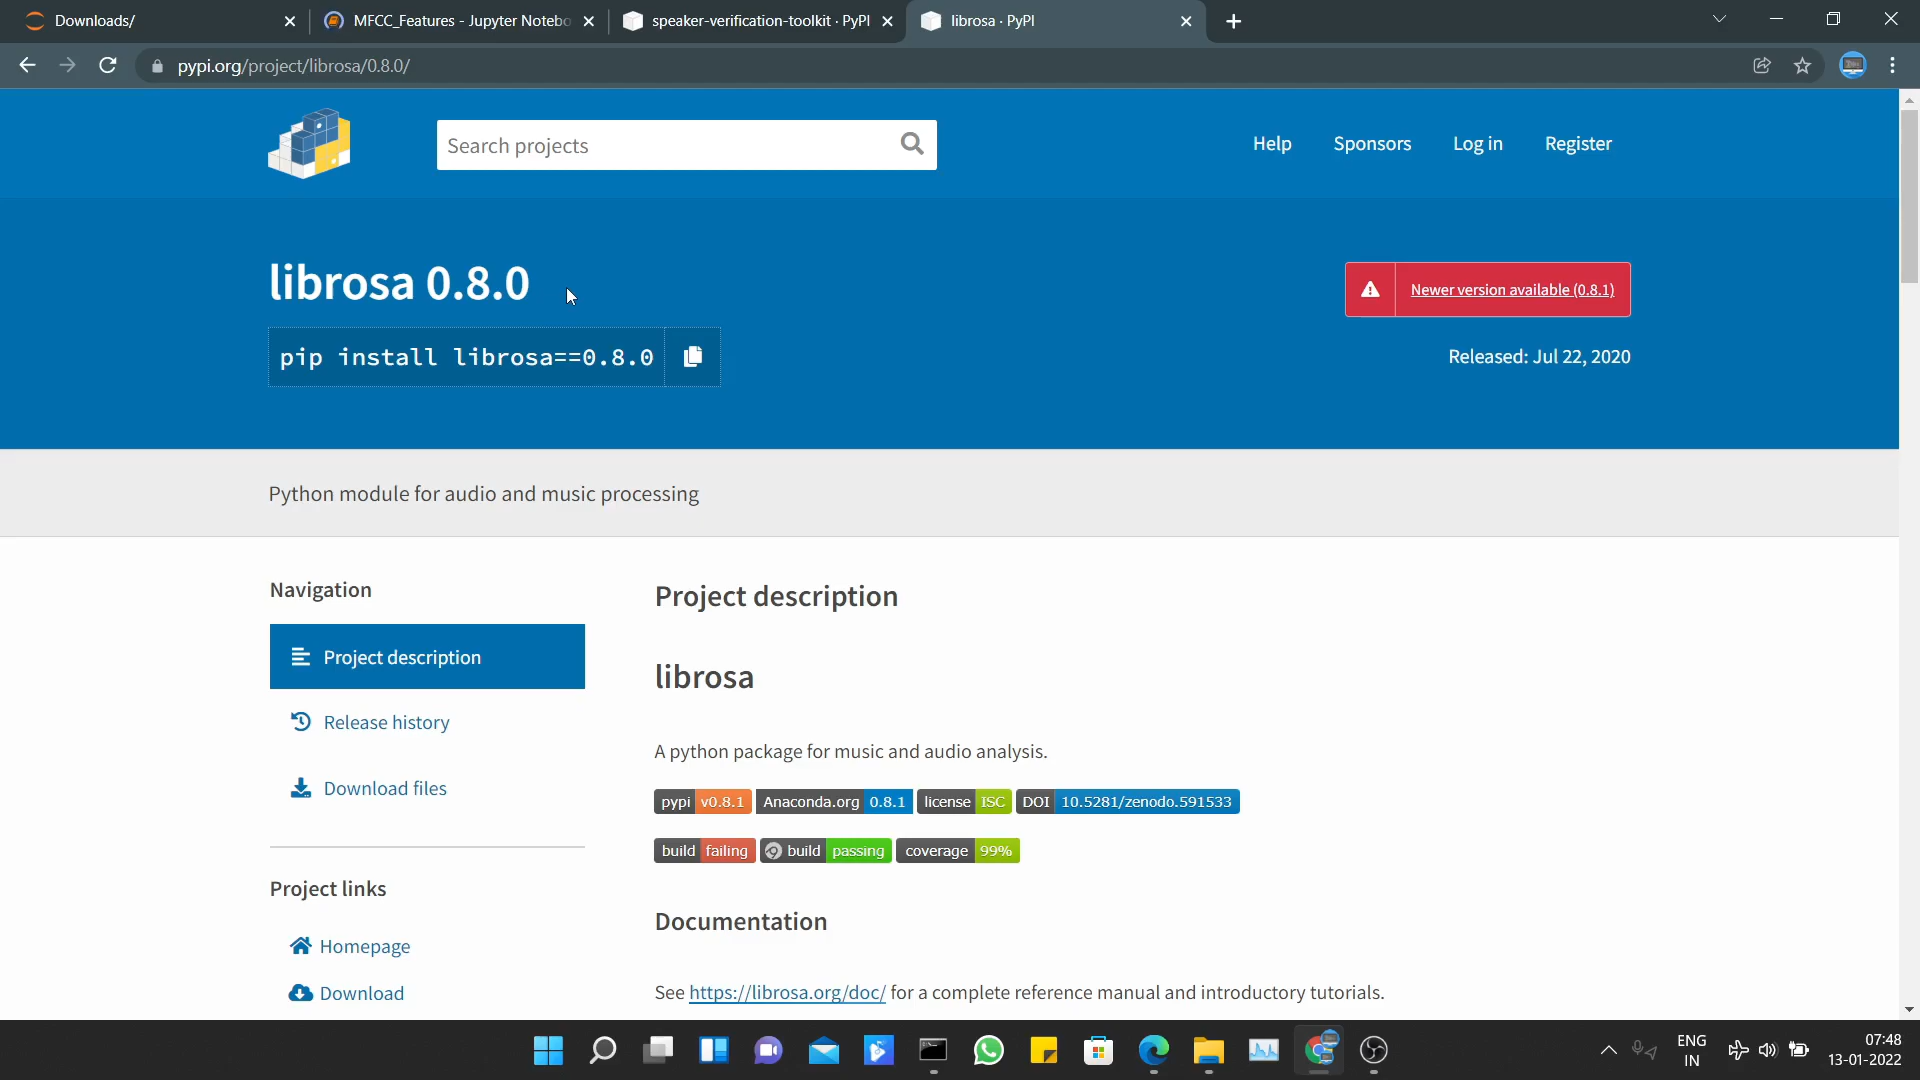 Downloads/
MFCC_Features - Jupyter Notebo
speaker-verification-toolkit · PyPI
librosa · PyPI
pypi.org/project/librosa/0.8.0/
Search projects
Help
Sponsors
Log in
Register
librosa 0.8.0
Newer version available (0.8.1)
pip install librosa==0.8.0
Released: Jul 22, 2020
Python module for audio and music processing
Navigation
Project description
Release history
Download files
Project links
Homepage
Download
Project description
librosa
A python package for music and audio analysis.
pypi v0.8.1 Anaconda.org 0.8.1 license ISC DOI 10.5281/zenodo.591533
build failing build passing coverage 99%
Documentation
See https://librosa.org/doc/ for a complete reference manual and introductory tutorials.
ENG
IN
07:48
13-01-2022